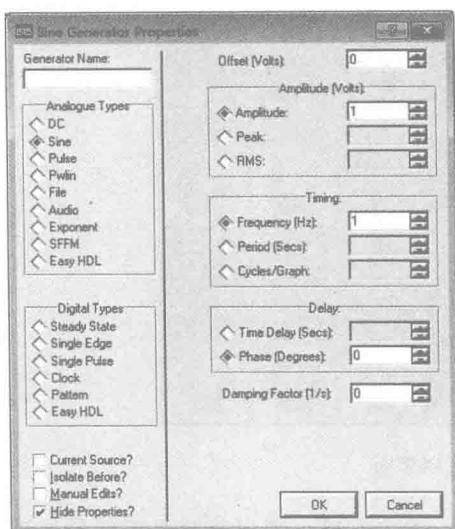 Sine Generator Properties
Generator Name:
Analogue Types
DC
Sine
Pulse
Pwlin
File
Audio
Exponent
SFFM
Easy HDL
Digital Types
Steady State
Single Edge
Single Pulse
Clock
Pattern
Easy HDL
Current Source?
Isolate Before?
Manual Edits?
Hide Properties?
Offset (Volts): 0
Amplitude (Volts):
Amplitude: 1
Peak:
RMS:
Timing:
Frequency (Hz): 1
Period (Secs):
Cycles/Graph:
Delay:
Time Delay (Secs):
Phase (Degrees): 0
Damping Factor (1/s): 0
OK Cancel